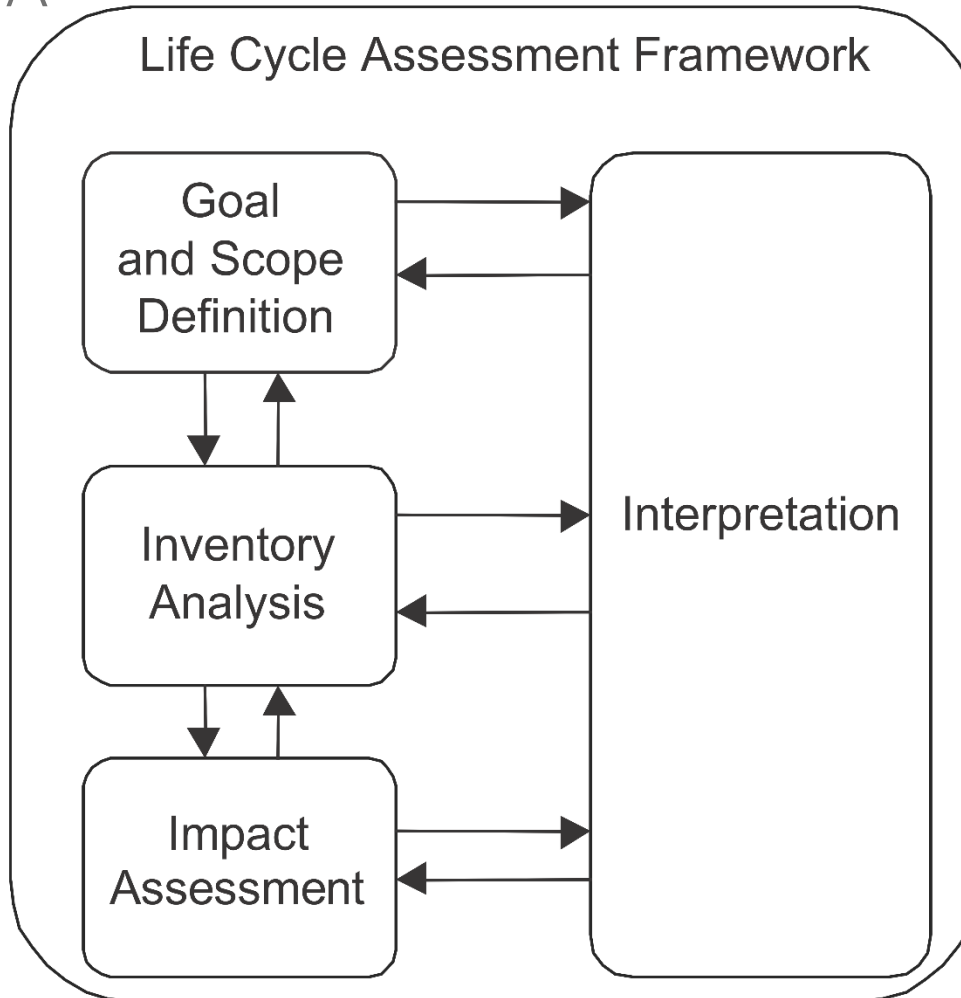 Life Cycle Assessment Framework
Goal
and Scope
Definition
Inventory
Analysis
Interpretation
Impact
Assessment